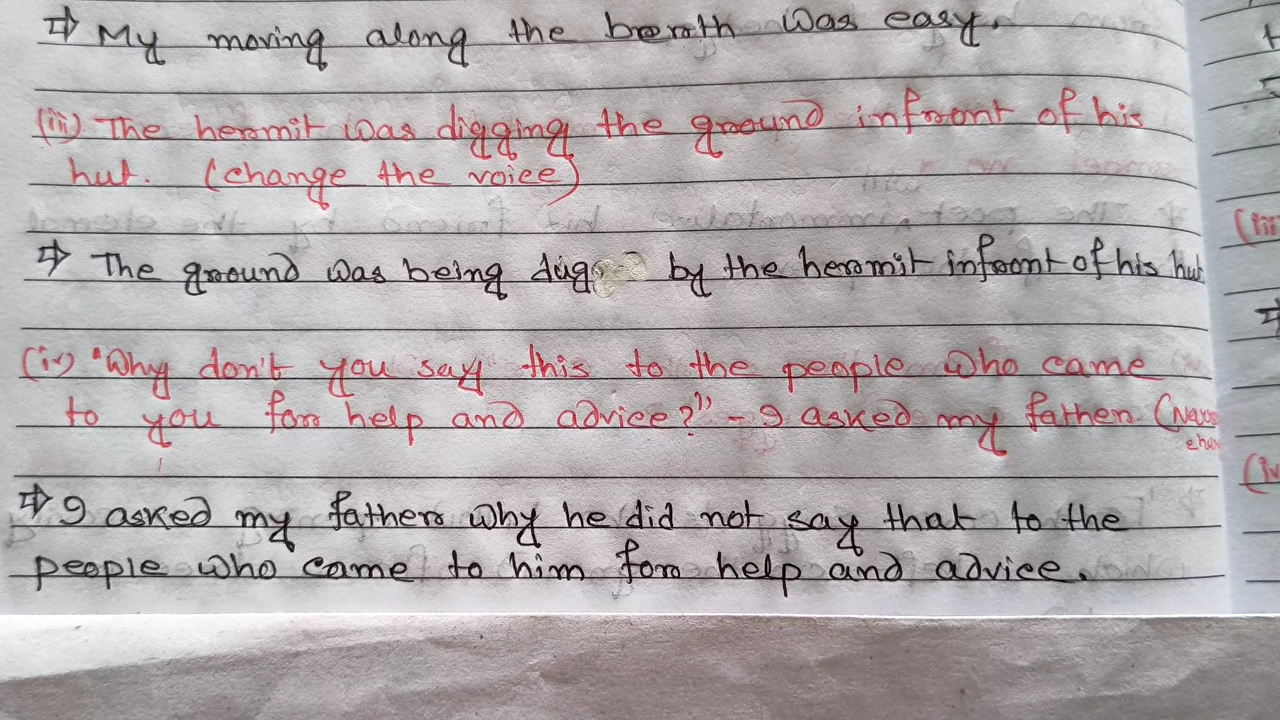 ⇒ My moving along the berth was easy.
(iii) The hermit was digging the ground infront of his
hut. (change the voice)
⇒ The ground was being dug by the hermit infront of his hut
(iv) "Why don't you say this to the people who came
to you for help and advice?" - I asked my father. (
⇒ I asked my father why he did not say that to the
people who came to him for help and advice.